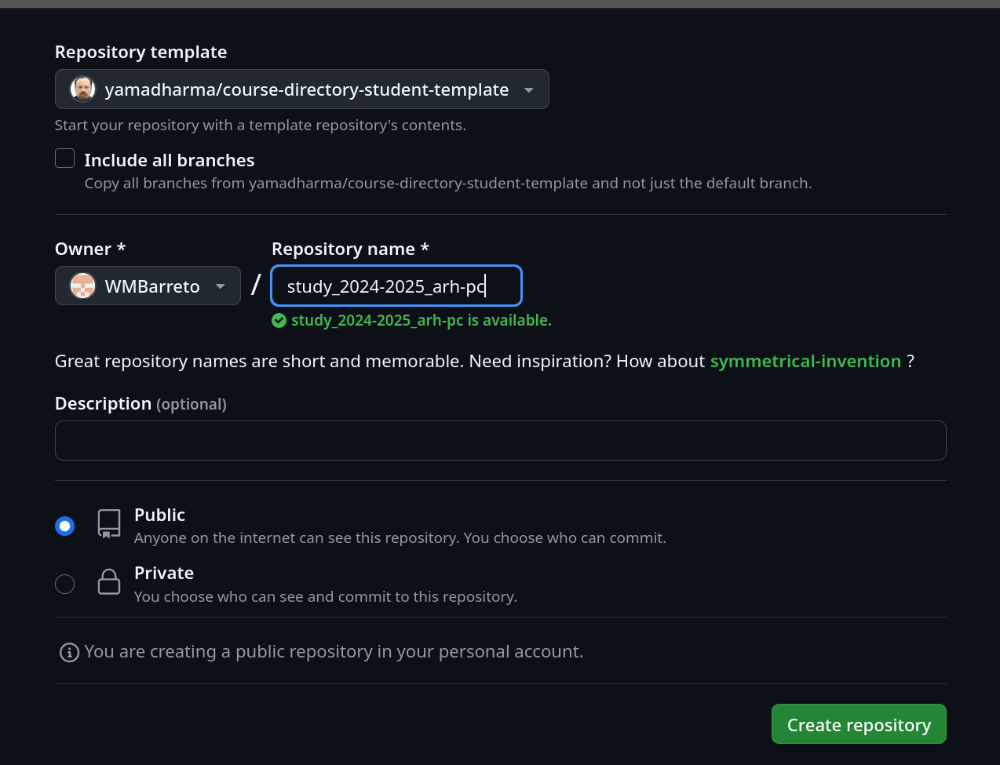 Repository template
yamadharma/course-directory-student-template
Start your repository with a template repository's contents.
Include all branches
Copy all branches from yamadharma/course-directory-student-template and not just the default branch.
Owner * Repository name *
WMBarreto / study_2024-2025_arh-pc
study_2024-2025_arh-pc is available.
Great repository names are short and memorable. Need inspiration? How about symmetrical-invention ?
Description (optional)
Public
Anyone on the internet can see this repository. You choose who can commit.
Private
You choose who can see and commit to this repository.
You are creating a public repository in your personal account.
Create repository